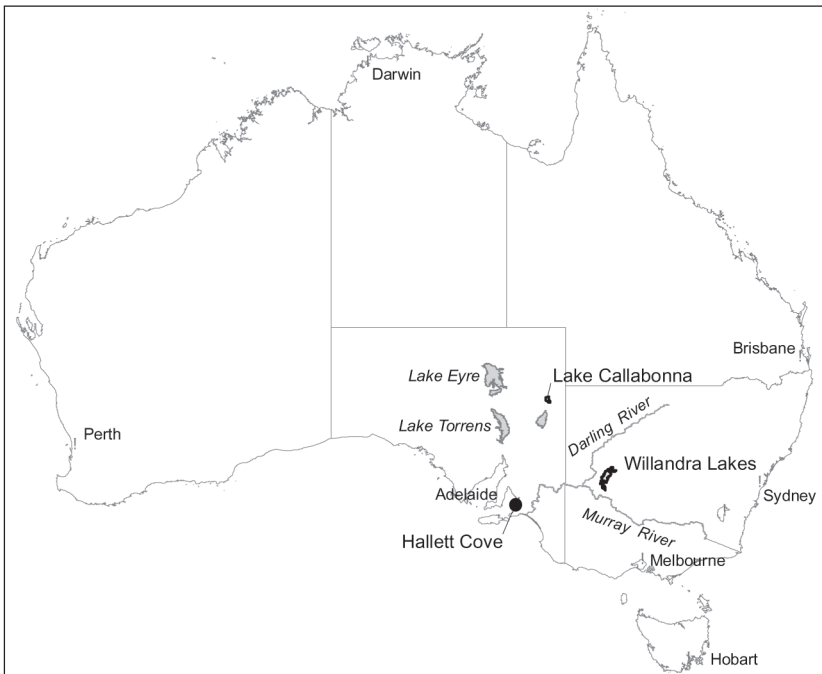 Darwin
Brisbane
Lake Eyre
Lake Callabonna
Darling River
Lake Torrens
Perth
Willandra Lakes
Adelaide
Sydney
Murray River
Hallett Cove
Melbourne
Hobart